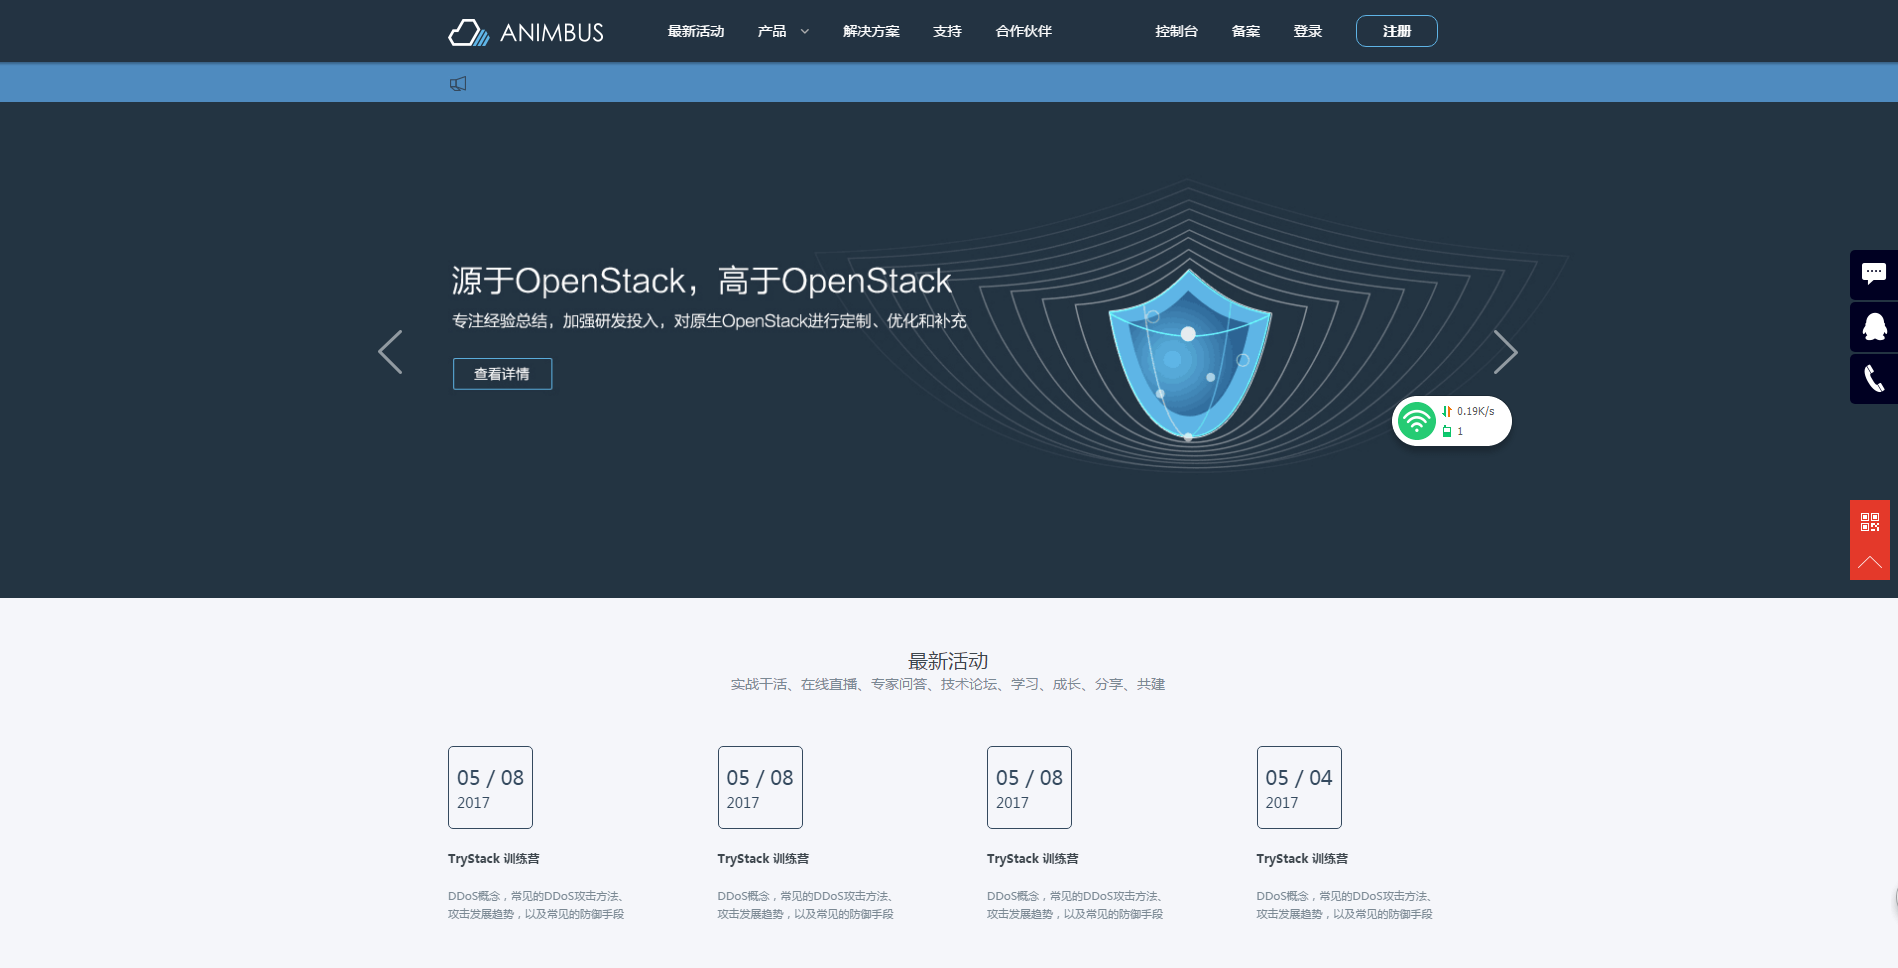 ANIMBUS
最新活动 产品 解决方案 支持 合作伙伴 控制台 备案 登录 注册
源于OpenStack，高于OpenStack
专注经验总结，加强研发投入，对原生OpenStack进行定制、优化和补充
查看详情
0.19K/s
1
最新活动
实战干活、在线直播、专家问答、技术论坛、学习、成长、分享、共建
05 / 08
2017
TryStack 训练营
DDoS概念，常见的DDoS攻击方法、
攻击发展趋势，以及常见的防御手段
05 / 08
2017
TryStack 训练营
DDoS概念，常见的DDoS攻击方法、
攻击发展趋势，以及常见的防御手段
05 / 08
2017
TryStack 训练营
DDoS概念，常见的DDoS攻击方法、
攻击发展趋势，以及常见的防御手段
05 / 04
2017
TryStack 训练营
DDoS概念，常见的DDoS攻击方法、
攻击发展趋势，以及常见的防御手段